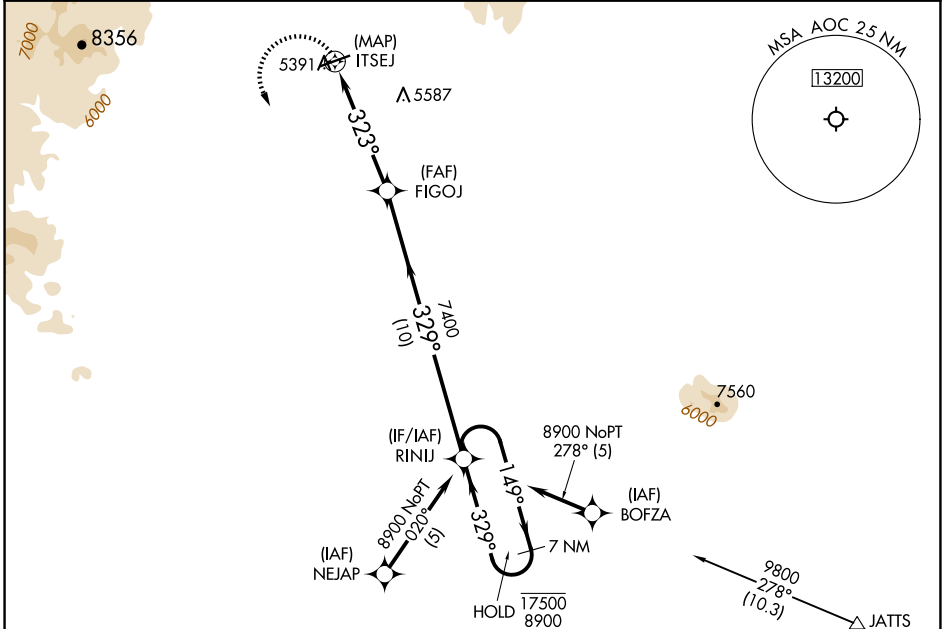 7000
8356
6000
5391
(MAP)
ITSEJ
5587
MSA AOC 25 NM
13200
323°
(FAF)
FIGOJ
7400
329°
(10)
7560
6000
(IF/IAF)
RINIJ
8900 NoPT
278° (5)
149°
329°
(IAF)
BOFZA
8900 NoPT
020°
(5)
(IAF)
NEJAP
7 NM
HOLD
17500
8900
9800
278°
(10.3)
JATTS